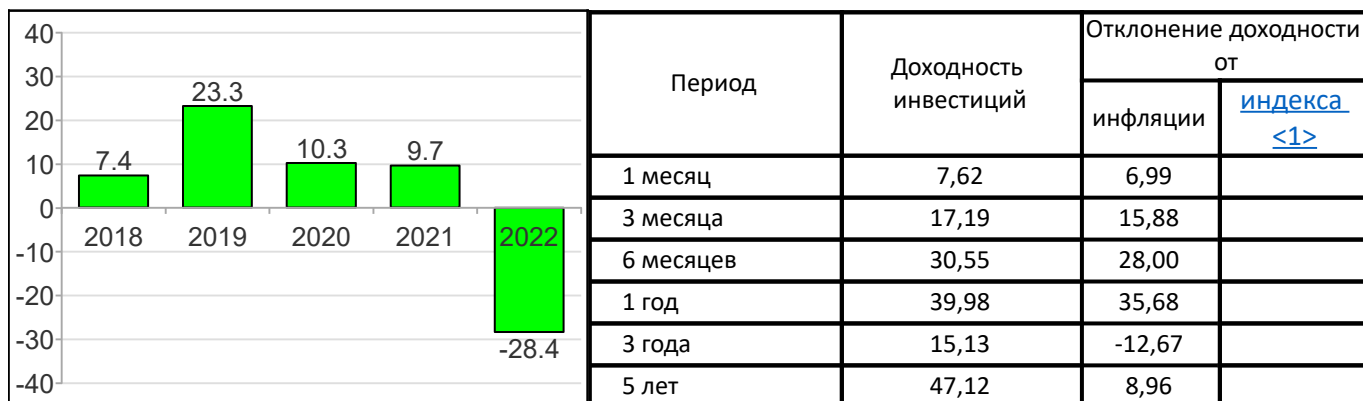 40
30
20
10
0
-10
-20
-30
-40
7.4
23.3
10.3
9.7
-28.4
2018
2019
2020
2021
2022
Период
Доходность
инвестиций
Отклонение доходности
от
инфляции
индекса
<1>
1 месяц 7,62 6,99
3 месяца 17,19 15,88
6 месяцев 30,55 28,00
1 год 39,98 35,68
3 года 15,13 -12,67
5 лет 47,12 8,96